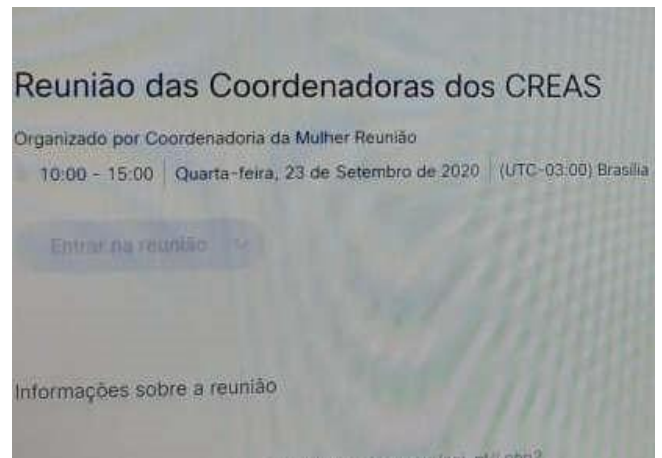 Reunião das Coordenadoras dos CREAS
Organizado por Coordenadoria da Mulher Reunião
10:00 - 15:00 | Quarta-feira, 23 de Setembro de 2020 | (UTC-03:00) Brasília
Entrar na reunião
Informações sobre a reunião